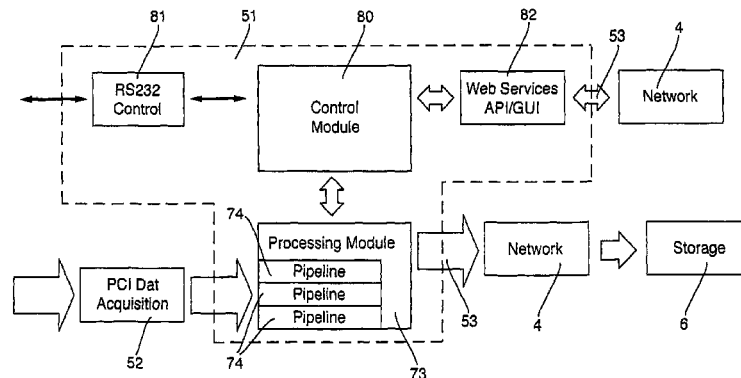 81
51
80
82
53
4
RS232
Control
Control
Module
Web Services
API/GUI
Network
74
Processing Module
Pipeline
Pipeline
Pipeline
PCI Dat
Acquisition
Network
Storage
53
52
74
73
4
6